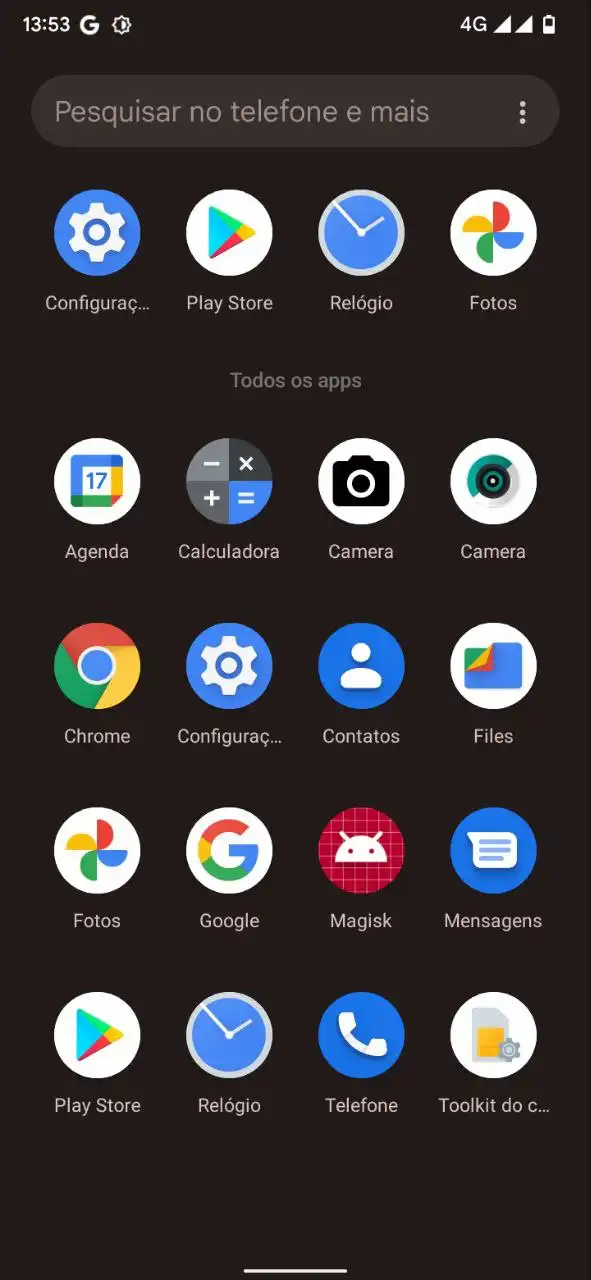 13:53 4G
Pesquisar no telefone e mais
Configuraç... Play Store Relógio Fotos
Todos os apps
17
Agenda Calculadora Camera Camera
Chrome Configuraç... Contatos Files
Fotos Google Magisk Mensagens
Play Store Relógio Telefone Toolkit do c...